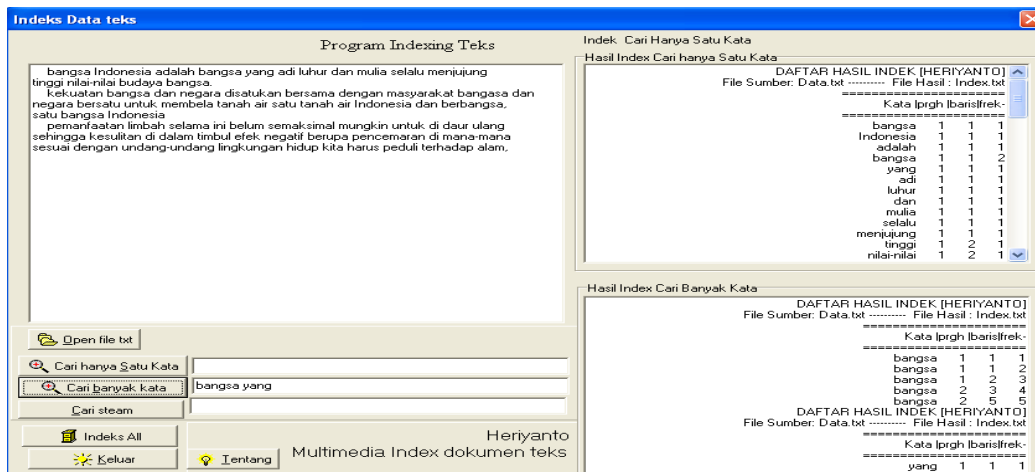 Indeks Data teks
Program Indexing Teks
bangsa Indonesia adalah bangsa yang adi luhur dan mulia selalu menjujung
tinggi nilai-nilai budaya bangsa.
kekuatan bangsa dan negara disatukan bersama dengan masyarakat bangasa dan
negara bersatu untuk membela tanah air satu tanah air Indonesia dan berbangsa,
satu bangsa Indonesia
pemanfaatan limbah selama ini belum semaksimal mungkin untuk di daur ulang
sehingga kesulitan di dalam timbul efek negatif berupa pencemaran di mana-mana
sesuai dengan undang-undang lingkungan hidup kita harus peduli terhadap alam,
Open file txt
Cari hanya Satu Kata
Cari banyak kata
bangsa yang
Cari steam
Indeks All
Keluar
Tentang
Heriyanto
Multimedia Index dokumen teks
Indek Cari Hanya Satu Kata
Hasil Index Cari hanya Satu Kata
DAFTAR HASIL INDEK [HERIYANTO]
File Sumber: Data.txt ---------- File Hasil : Index.txt
=======================
Kata |prgh |baris|frek-
=======================
bangsa 1 1 1
Indonesia 1 1 1
adalah 1 1 1
bangsa 1 1 2
yang 1 1 1
adi 1 1 1
luhur 1 1 1
dan 1 1 1
mulia 1 1 1
selalu 1 1 1
menjujung 1 1 1
tinggi 1 2 1
nilai-nilai 1 2 1
Hasil Index Cari Banyak Kata
DAFTAR HASIL INDEK [HERIYANTO]
File Sumber: Data.txt ---------- File Hasil : Index.txt
=======================
Kata |prgh |baris|frek-
=======================
bangsa 1 1 1
bangsa 1 1 2
bangsa 1 2 3
bangsa 2 3 4
bangsa 2 5 5
DAFTAR HASIL INDEK [HERIYANTO]
File Sumber: Data.txt ---------- File Hasil : Index.txt
=======================
Kata |prgh |baris|frek-
=======================
yang 1 1 1